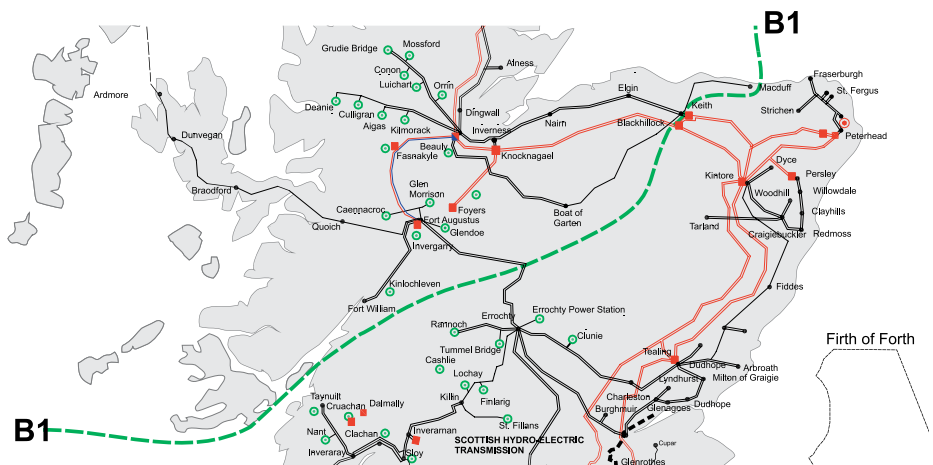 B1
Grudie Bridge
Mossford
Conon
Luichart
Orrin
Alness
Ardmore
Deanie
Culligran
Aigas
Kilmorack
Dingwall
Inverness
Nairn
Elgin
Keith
Macduff
Fraserburgh
St. Fergus
Strichen
Blackhillock
Peterhead
Dunvegan
Beauly
Fasnakyle
Knocknagael
Dyce
Kintore
Persley
Woodhill
Willowdale
Clayhills
Redmoss
Craigiebuckler
Tarland
Broadford
Glen
Morrison
Caennacroc
Foyers
Fort Augustus
Glendoe
Boat of
Garten
Quoich
Invergarry
Kinlochleven
Fort William
Fiddes
Errochty Power Station
Errochty
Rannoch
Clunie
Tummel Bridge
Cashlie
Firth of Forth
Tealing
Dudhope
Arbroath
Milton of Graigie
Lyndhurst
Lochay
Killin
Finlarig
Charleston
Dudhope
Burghmuir
Glenagoes
Taynuilt
Cruachan
Dalmally
St. Fillans
B1
Nant
Clachan
Inverarnan
SCOTTISH HYDRO-ELECTRIC
TRANSMISSION
Inveraray
Sloy
Cupar
Glenrothes